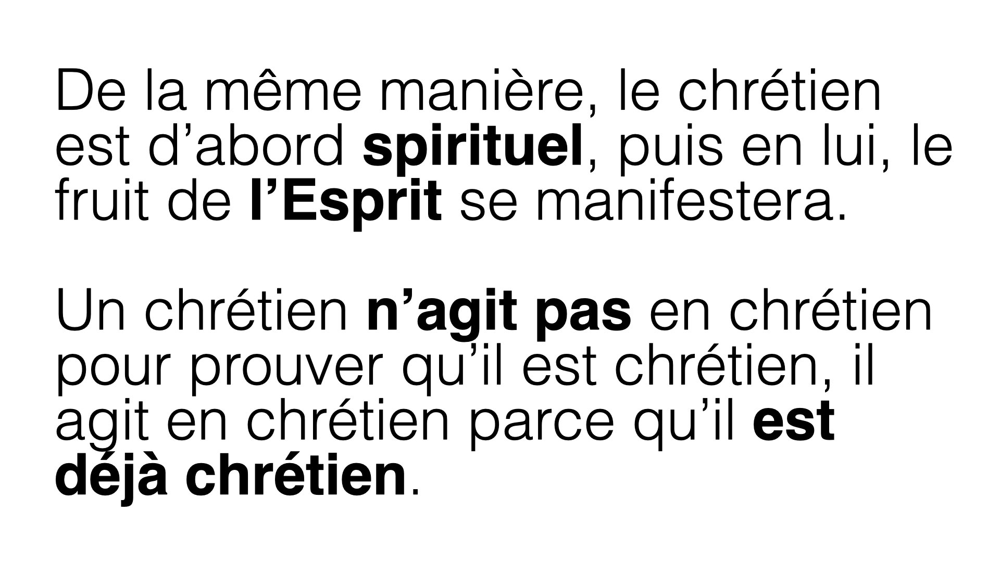 De la même manière, le chrétien
est d’abord spirituel, puis en lui, le
fruit de l’Esprit se manifestera.
Un chrétien n’agit pas en chrétien
pour prouver qu’il est chrétien, il
agit en chrétien parce qu’il est
déjà chrétien.